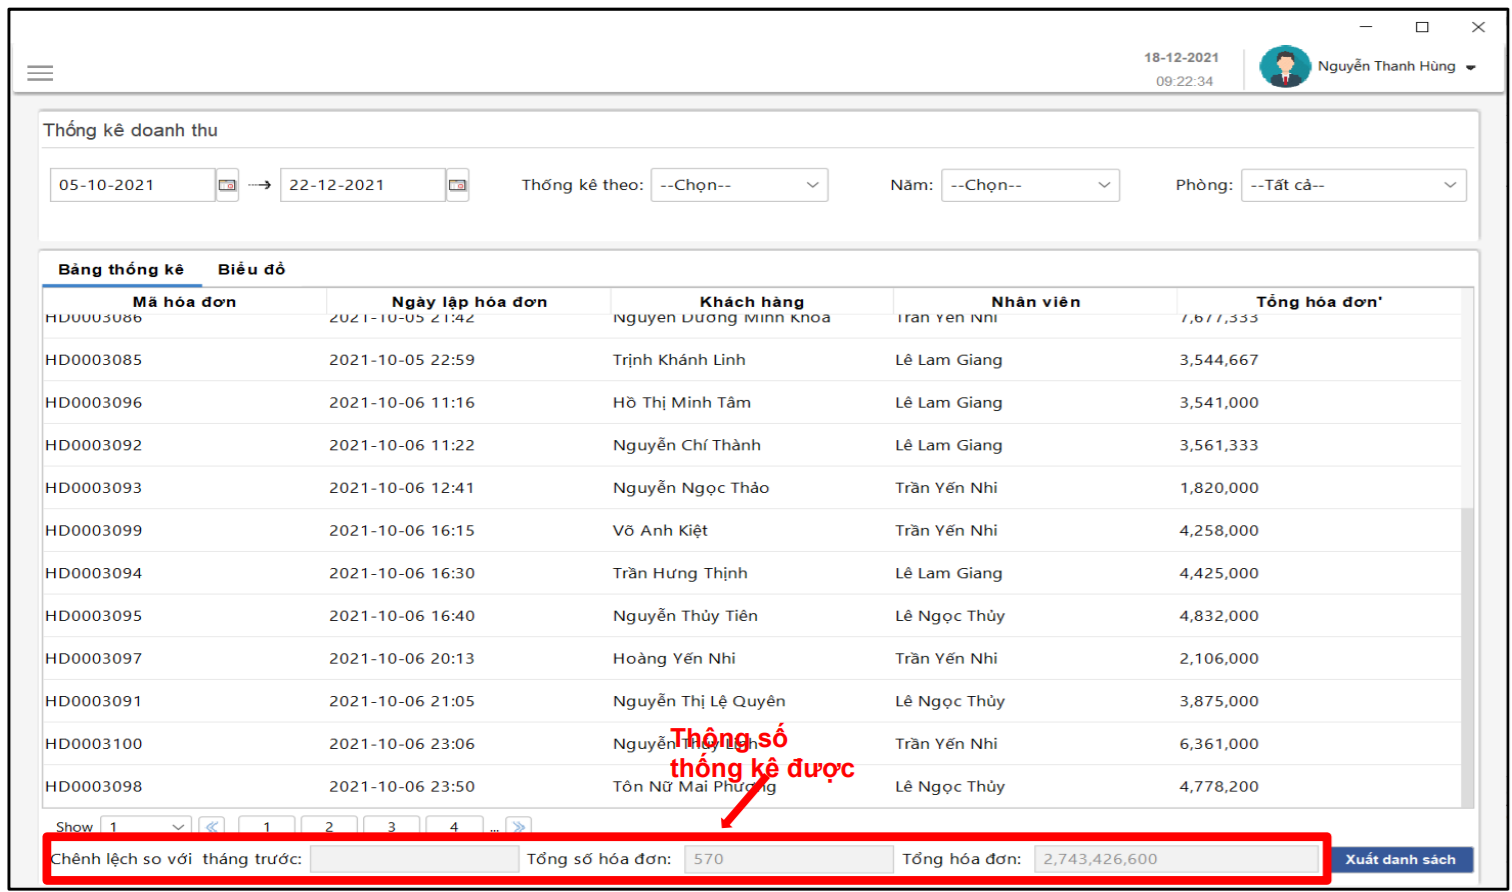 18-12-2021
09:22:34
Nguyễn Thanh Hùng
Thống kê doanh thu
05-10-2021 22-12-2021 Thống kê theo: --Chọn-- Năm: --Chọn-- Phòng: --Tất cả--
Bảng thống kê Biểu đồ
Mã hóa đơn Ngày lập hóa đơn Khách hàng Nhân viên Tổng hóa đơn'
HD0003086 2021-10-05 21:42 Nguyễn Dương Minh Khoa Trần Yến Nhi 7,677,333
HD0003085 2021-10-05 22:59 Trịnh Khánh Linh Lê Lam Giang 3,544,667
HD0003096 2021-10-06 11:16 Hồ Thị Minh Tâm Lê Lam Giang 3,541,000
HD0003092 2021-10-06 11:22 Nguyễn Chí Thành Lê Lam Giang 3,561,333
HD0003093 2021-10-06 12:41 Nguyễn Ngọc Thảo Trần Yến Nhi 1,820,000
HD0003099 2021-10-06 16:15 Võ Anh Kiệt Trần Yến Nhi 4,258,000
HD0003094 2021-10-06 16:30 Trần Hưng Thịnh Lê Lam Giang 4,425,000
HD0003095 2021-10-06 16:40 Nguyễn Thủy Tiên Lê Ngọc Thủy 4,832,000
HD0003097 2021-10-06 20:13 Hoàng Yến Nhi Trần Yến Nhi 2,106,000
HD0003091 2021-10-06 21:05 Nguyễn Thị Lệ Quyên Lê Ngọc Thủy 3,875,000
HD0003100 2021-10-06 23:06 Nguyễn Linh Trần Yến Nhi 6,361,000
Thông số
thống kê được
HD0003098 2021-10-06 23:50 Tôn Nữ Mai Phương Lê Ngọc Thủy 4,778,200
Show 1 1 2 3 4 ...
Chênh lệch so với tháng trước: Tổng số hóa đơn: 570 Tổng hóa đơn: 2,743,426,600 Xuất danh sách